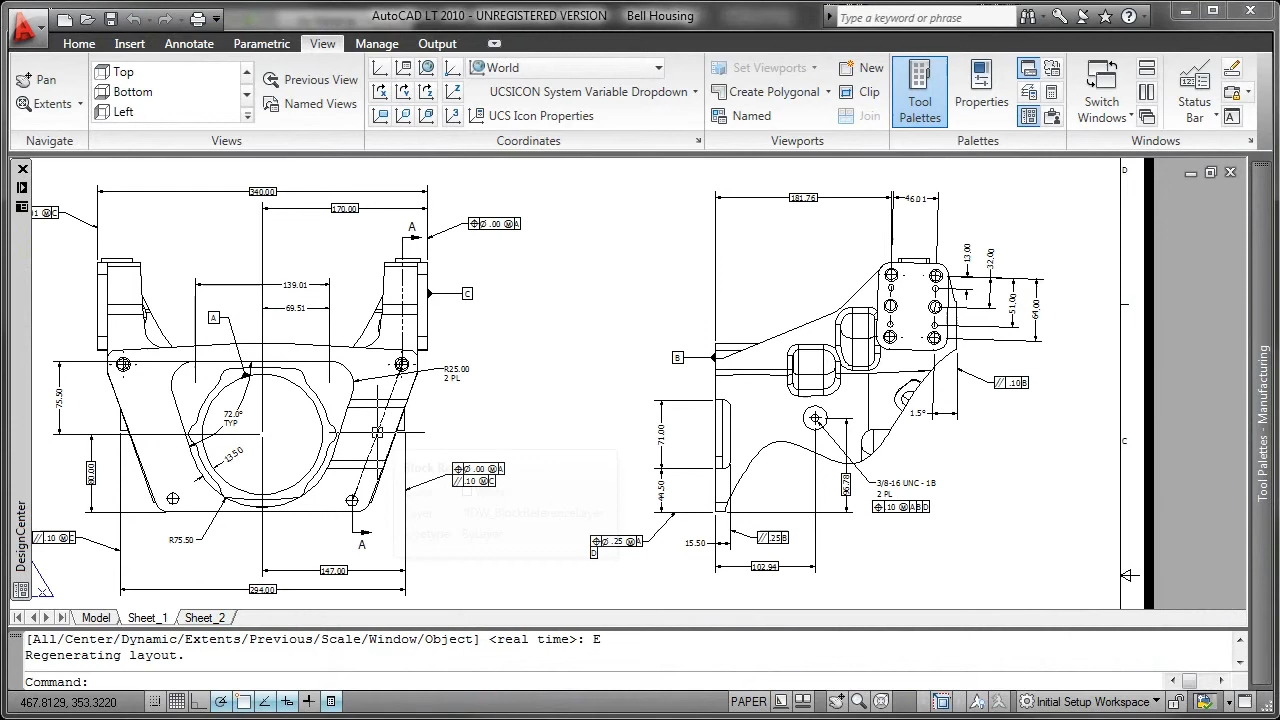 AutoCAD LT 2010 - UNREGISTERED VERSION Bell Housing
Type a keyword or phrase
Home Insert Annotate Parametric View Manage Output
Pan
Extents
Navigate
Top
Bottom
Left
Previous View
Named Views
Views
World
UCSICON System Variable Dropdown
UCS Icon Properties
Coordinates
Set Viewports
Create Polygonal
Named
New
Clip
Join
Viewports
Tool
Palettes
Properties
Palettes
Switch
Windows
Status
Bar
Windows
340.00
170.00
A
.00 Ⓜ A
C
139.01
69.51
A
R25.00
2 PL
72.0°
TYP
13.50
75.50
80.00
.00 Ⓜ A
// .10 Ⓜ C
// .10 Ⓜ C
R75.50
A
147.00
294.00
181.76
46.01
13.00
32.00
51.00
64.00
B
// .10 B
1.5°
71.00
44.50
3/8-16 UNC - 1B
2 PL
.10 Ⓜ A B D
Ø .25 Ⓜ A
D
15.50
// .25 B
102.94
D
C
DesignCenter
Tool Palettes - Manufacturing
Model Sheet_1 Sheet_2
[All/Center/Dynamic/Extents/Previous/Scale/Window/Object] <real time>: E
Regenerating layout.
Command:
467.8129, 353.3220
PAPER
Initial Setup Workspace